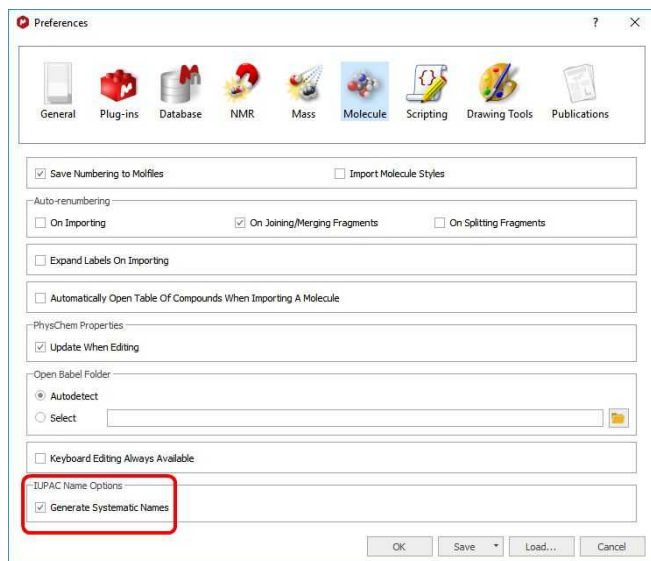 Preferences
?
General Plug-ins Database NMR Mass Molecule Scripting Drawing Tools Publications
Save Numbering to Molfiles Import Molecule Styles
Auto-renumbering
On Importing On Joining/Merging Fragments On Splitting Fragments
Expand Labels On Importing
Automatically Open Table Of Compounds When Importing A Molecule
PhysChem Properties
Update When Editing
Open Babel Folder
Autodetect
Select
Keyboard Editing Always Available
IUPAC Name Options
Generate Systematic Names
OK Save Load... Cancel